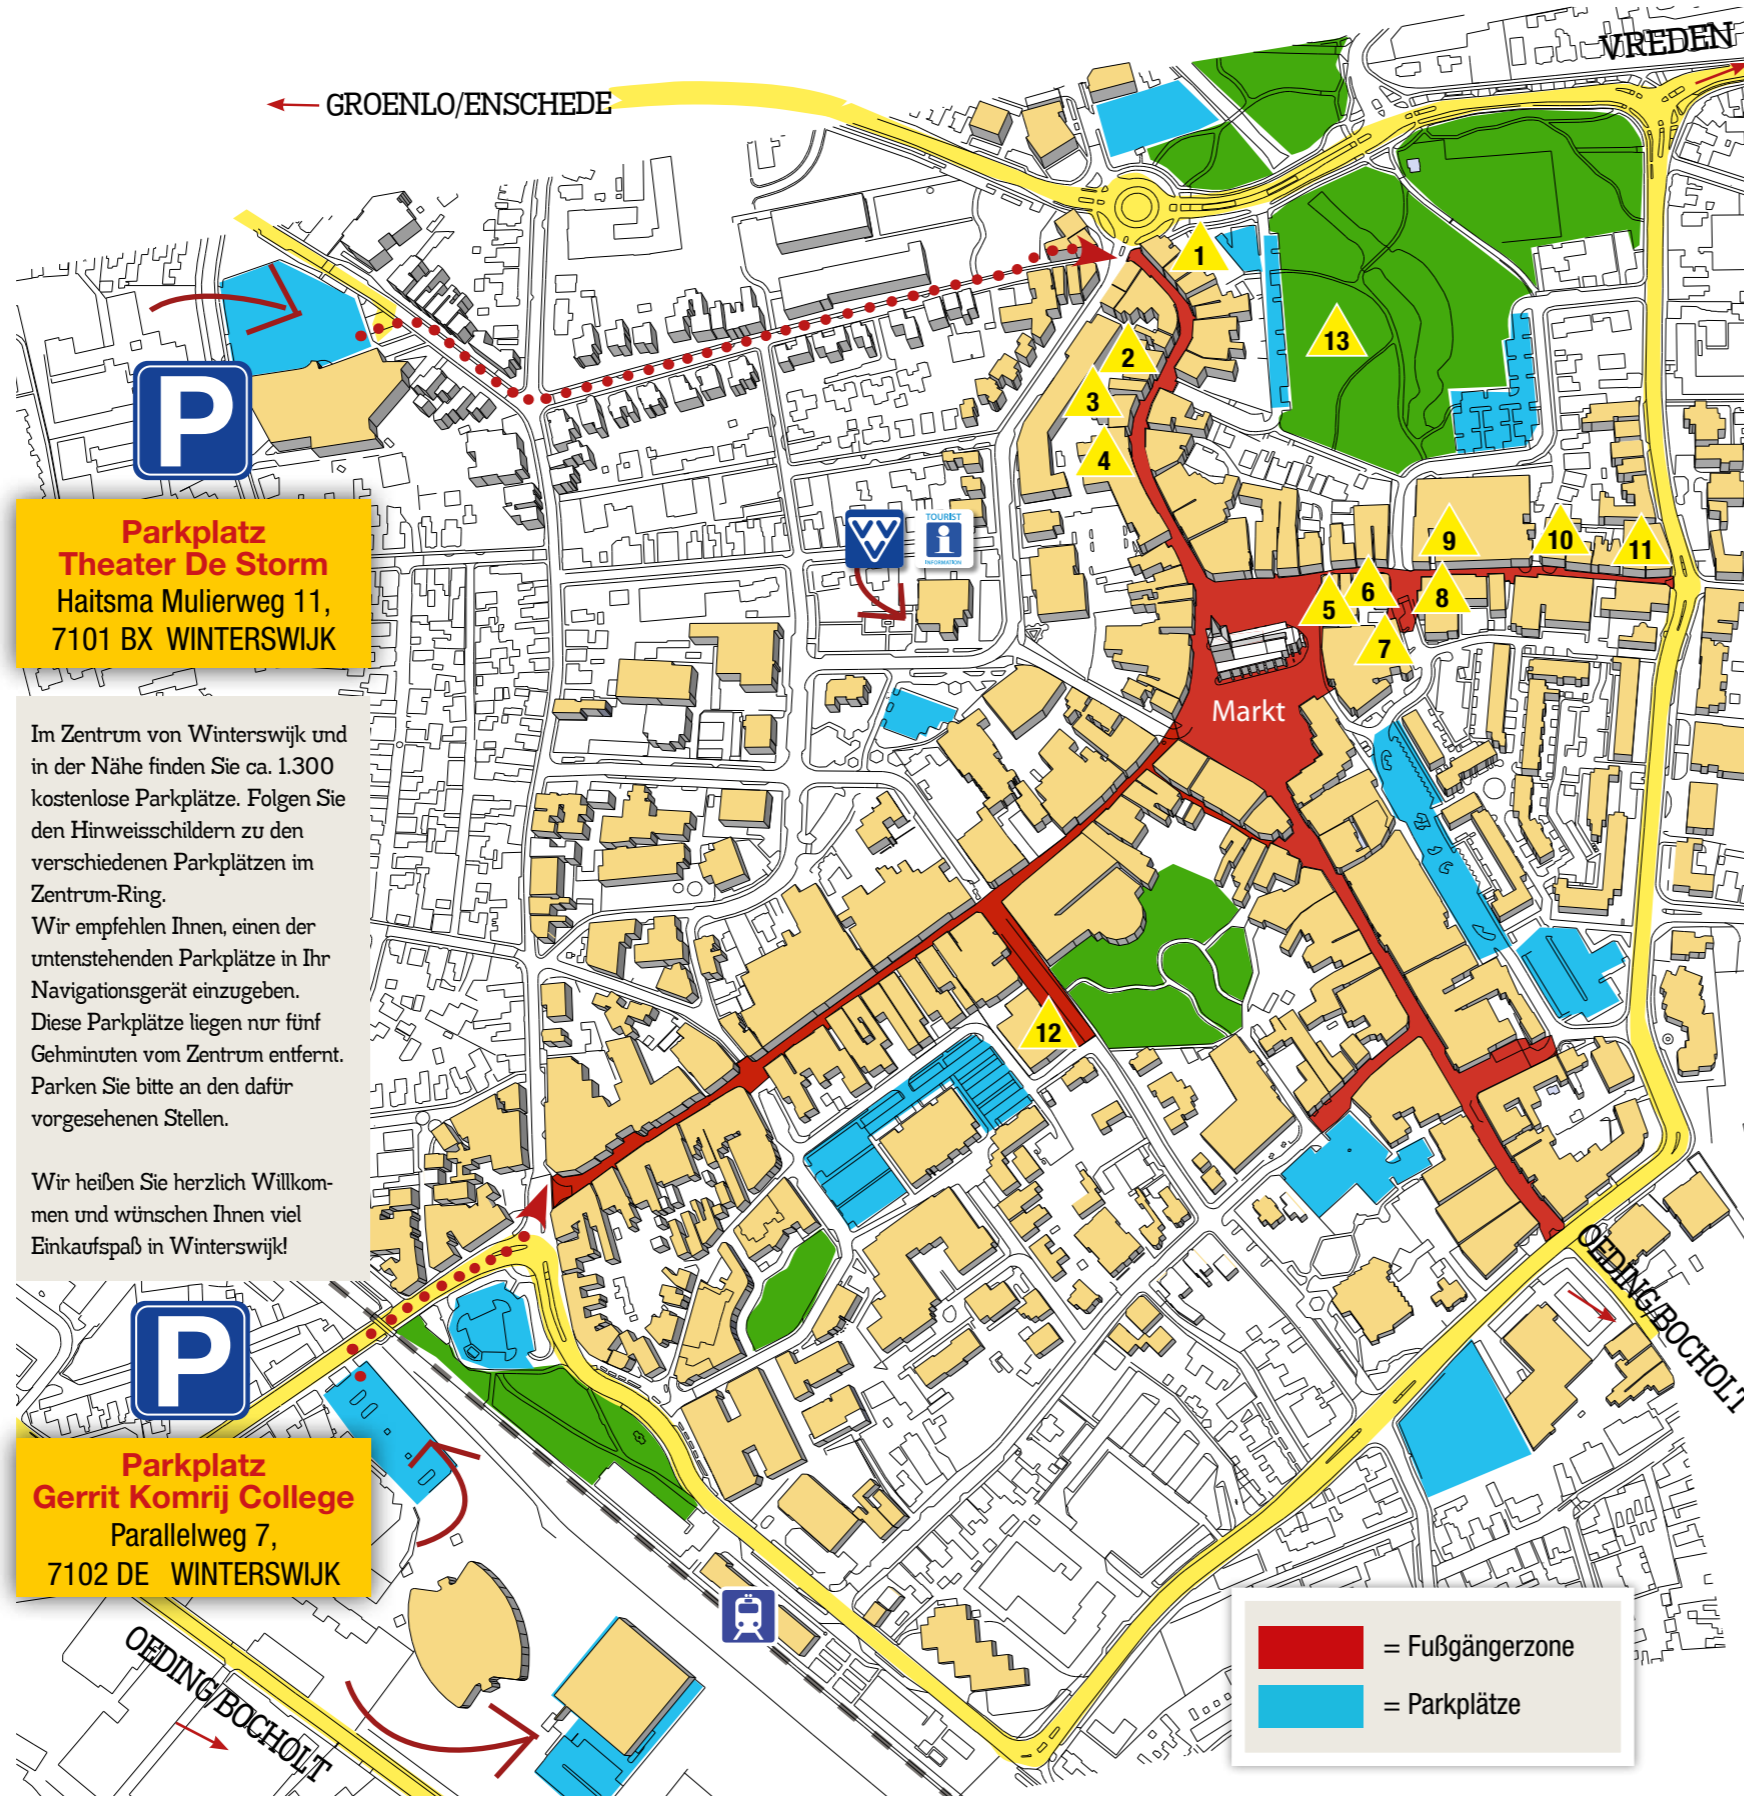 VREDEN
GROENLO/ENSCHEDE
1
13
2
3
4
P
Parkplatz
Theater De Storm
Haitsma Mulierweg 11,
7101 BX WINTERSWIJK
VVV
TOURIST
i
INFORMATION
9
10
11
5
6
8
7
Markt
Im Zentrum von Winterswijk und
in der Nähe finden Sie ca. 1.300
kostenlose Parkplätze. Folgen Sie
den Hinweisschildern zu den
verschiedenen Parkplätzen im
Zentrum-Ring.
Wir empfehlen Ihnen, einen der
untenstehenden Parkplätze in Ihr
Navigationsgerät einzugeben.
Diese Parkplätze liegen nur fünf
Gehminuten vom Zentrum entfernt.
Parken Sie bitte an den dafür
vorgesehenen Stellen.
Wir heißen Sie herzlich Willkom-
men und wünschen Ihnen viel
Einkaufspaß in Winterswijk!
12
P
Parkplatz
Gerrit Komrij College
Parallelweg 7,
7102 DE WINTERSWIJK
OEDING/BOCHOLT
OEDING/BOCHOLT
= Fußgängerzone
= Parkplätze